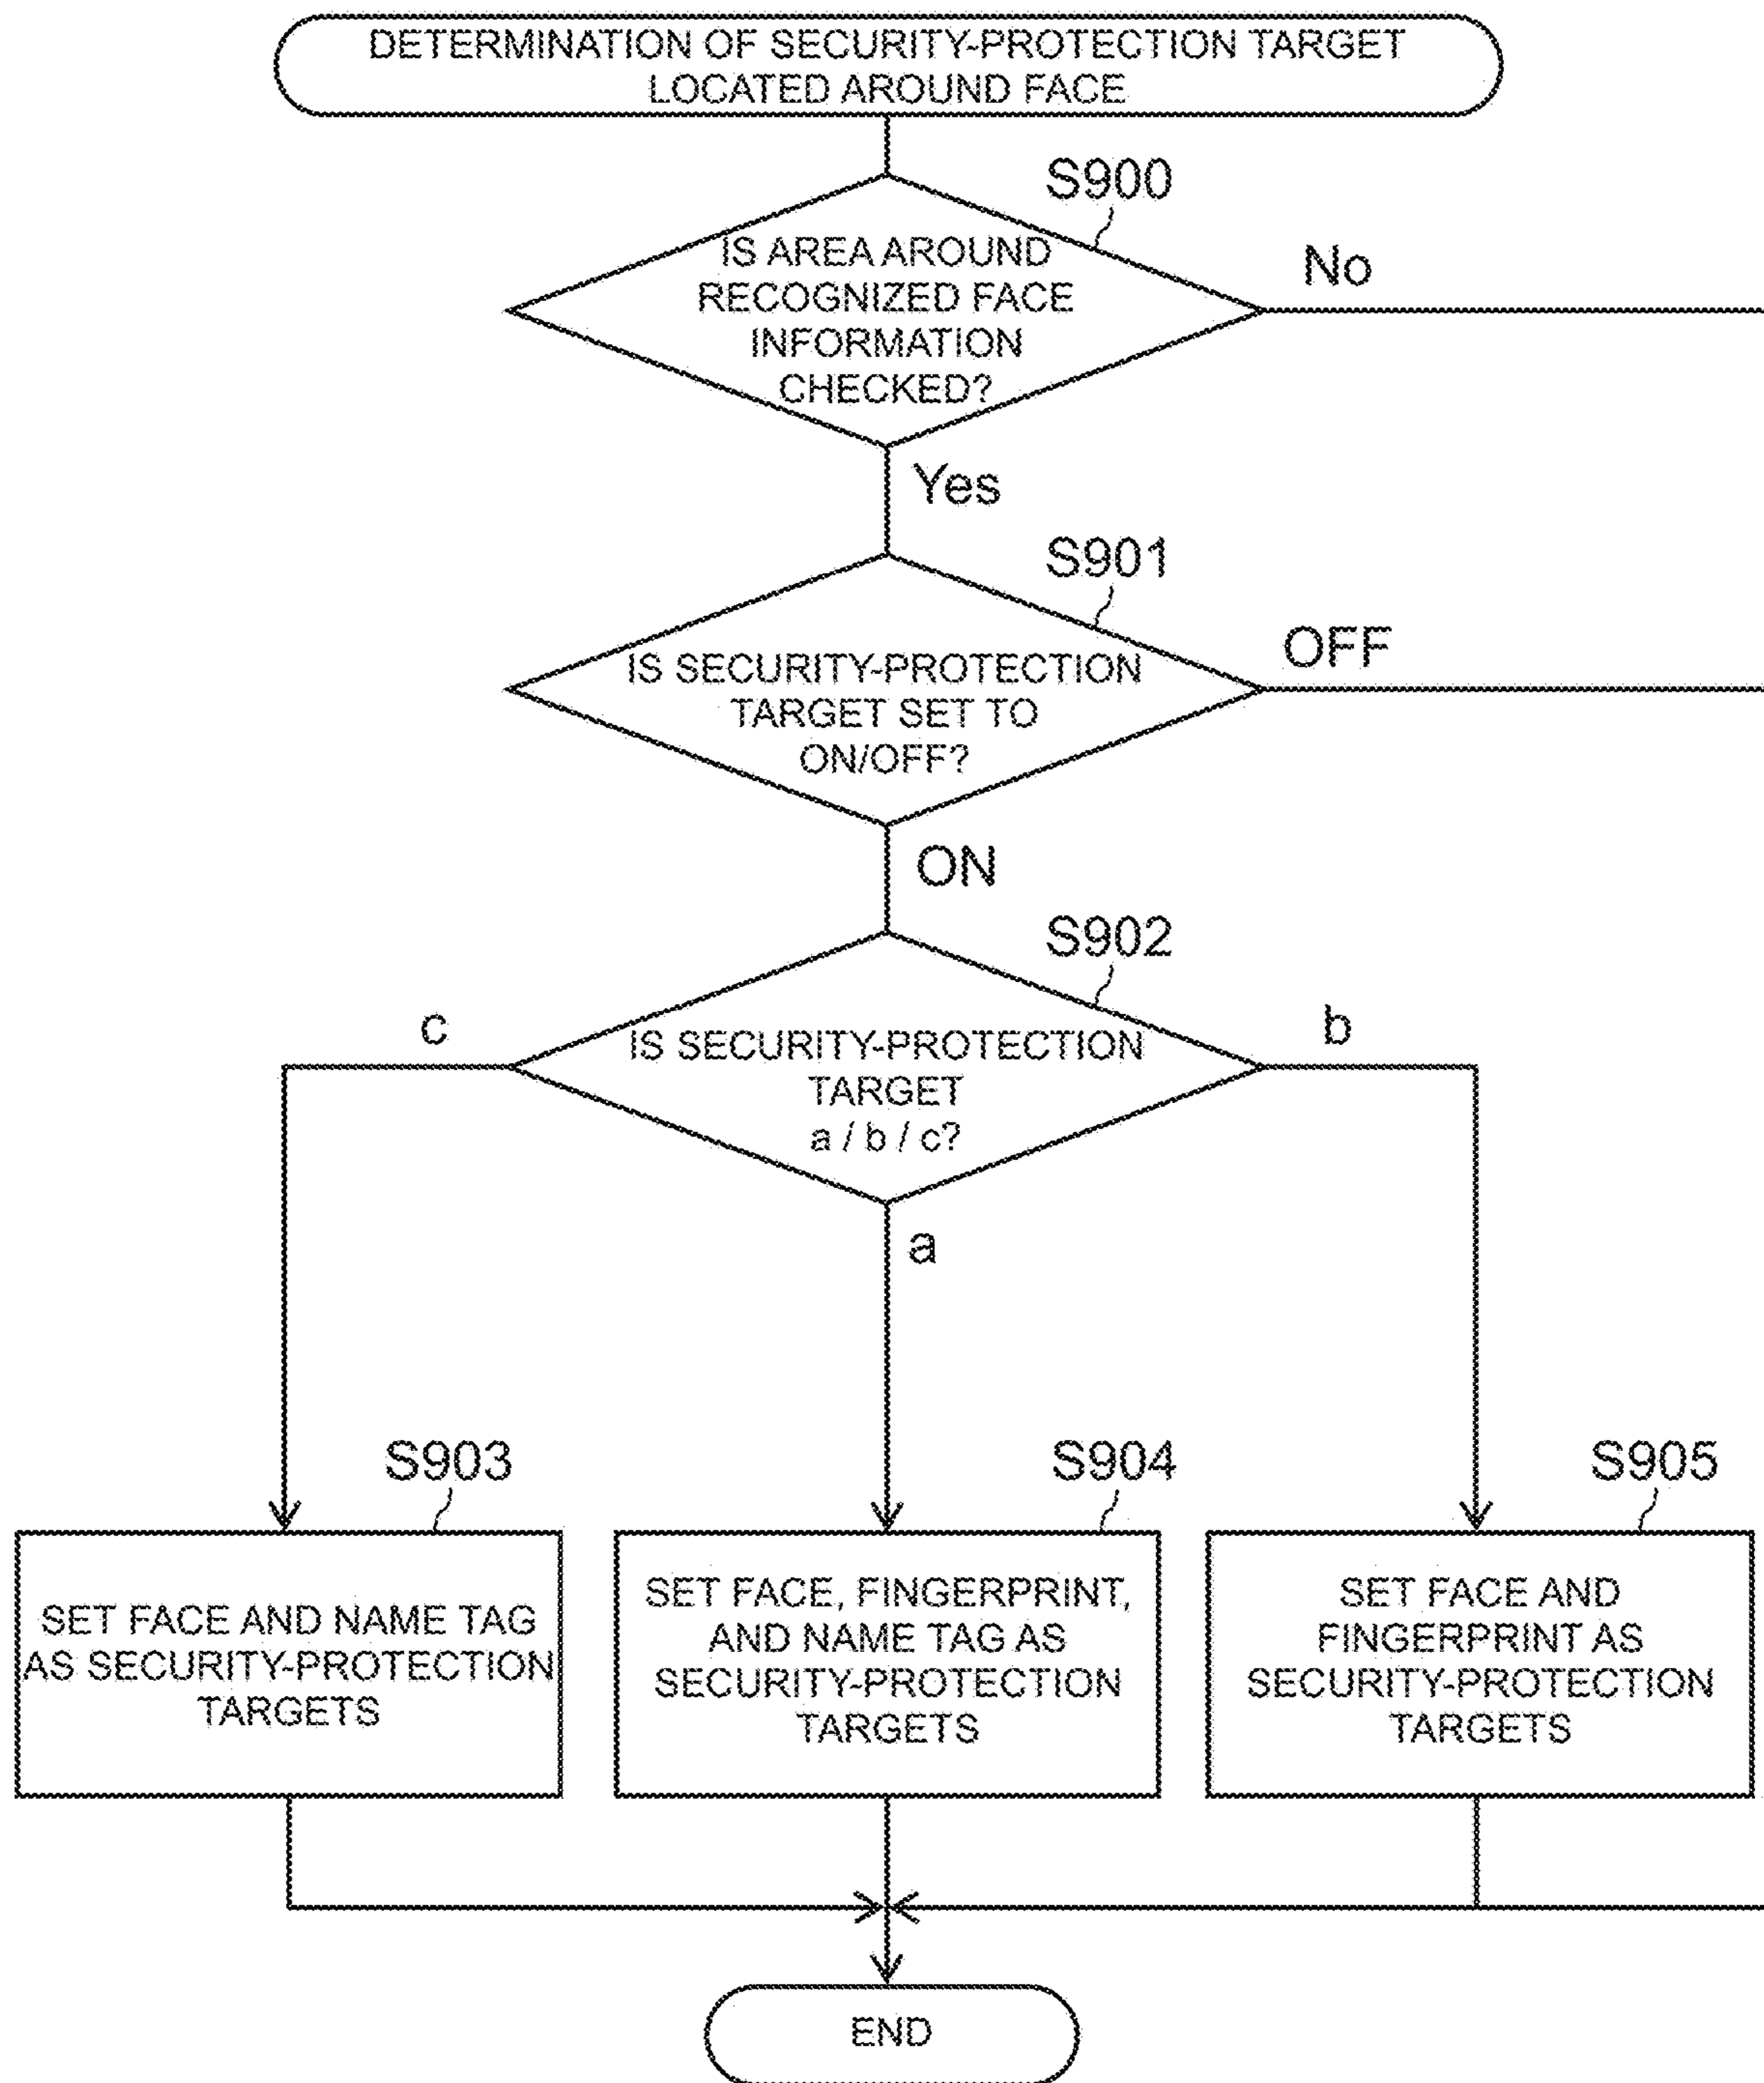 DETERMINATION OF SECURITY-PROTECTION TARGET
LOCATED AROUND FACE
S900
IS AREA AROUND
RECOGNIZED FACE
INFORMATION
CHECKED?
No
Yes
S901
IS SECURITY-PROTECTION
TARGET SET TO
ON/OFF?
OFF
ON
S902
IS SECURITY-PROTECTION
TARGET
a / b / c?
c
b
a
S903
SET FACE AND NAME TAG
AS SECURITY-PROTECTION
TARGETS
S904
SET FACE, FINGERPRINT,
AND NAME TAG AS
SECURITY-PROTECTION
TARGETS
S905
SET FACE AND
FINGERPRINT AS
SECURITY-PROTECTION
TARGETS
END